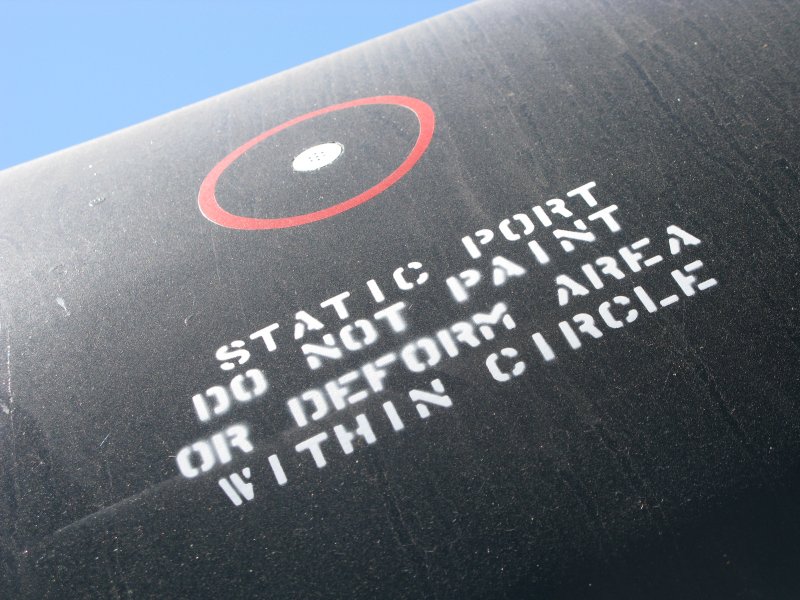 STATIC PORT
DO NOT PAINT
OR DEFORM AREA
WITHIN CIRCLE